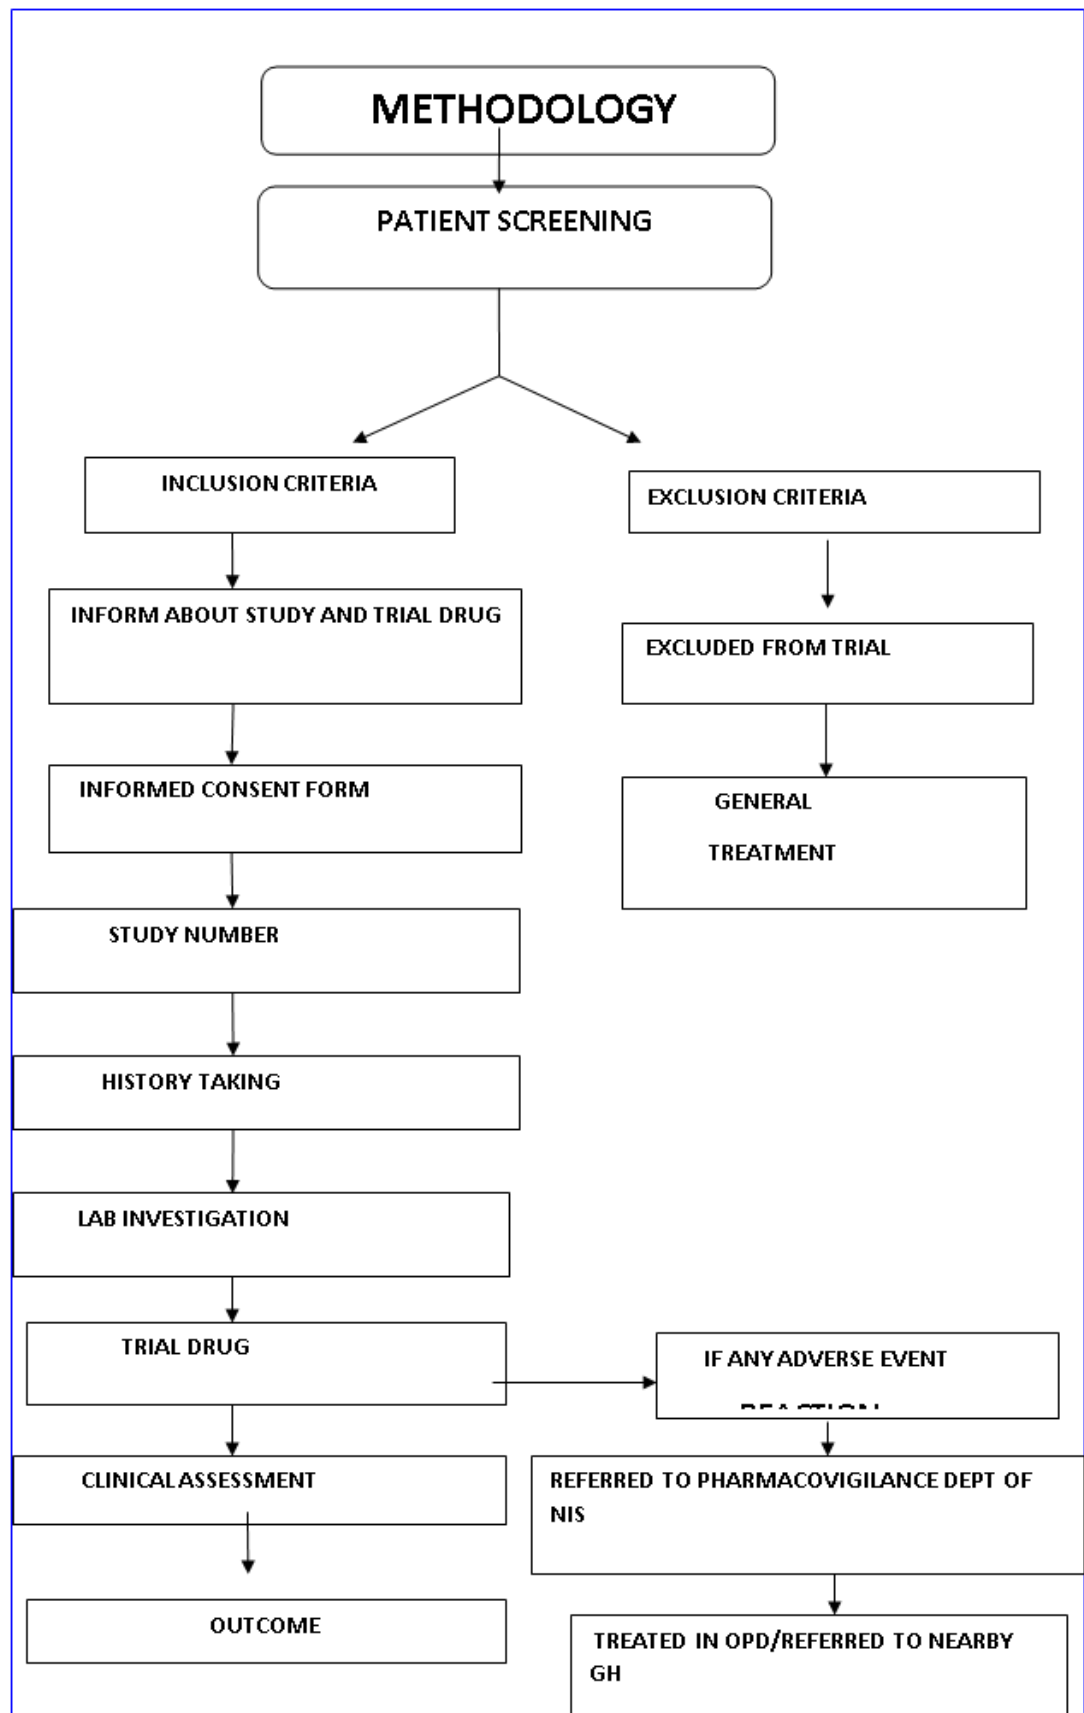 METHODOLOGY
PATIENT SCREENING
INCLUSION CRITERIA
EXCLUSION CRITERIA
INFORM ABOUT STUDY AND TRIAL DRUG
EXCLUDED FROM TRIAL
INFORMED CONSENT FORM
GENERAL
TREATMENT
STUDY NUMBER
HISTORY TAKING
LAB INVESTIGATION
TRIAL DRUG
IF ANY ADVERSE EVENT
REACTION
CLINICAL ASSESSMENT
REFERRED TO PHARMACOVIGILANCE DEPT OF
NIS
OUTCOME
TREATED IN OPD/REFERRED TO NEARBY
GH